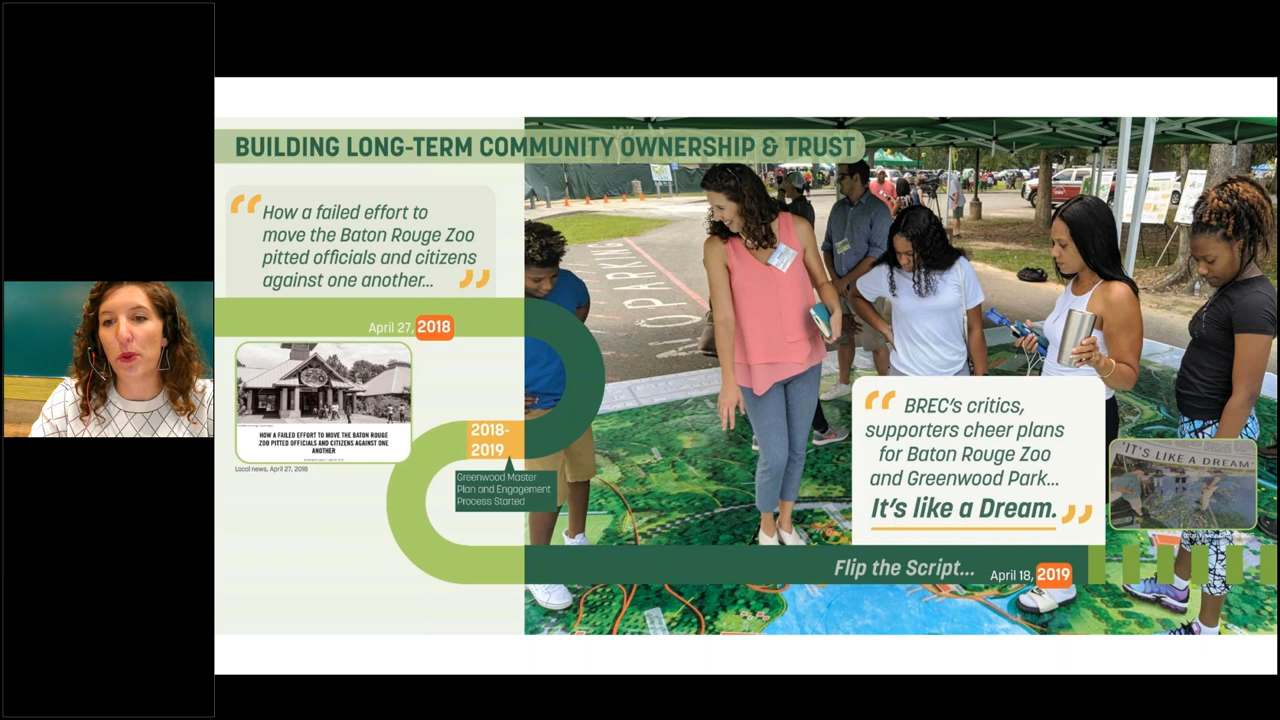 BUILDING LONG-TERM COMMUNITY OWNERSHIP & TRUST
How a failed effort to
move the Baton Rouge Zoo
pitted officials and citizens
against one another...
April 27, 2018
HOW A FAILED EFFORT TO MOVE THE BATON ROUGE
ZOO PITTED OFFICIALS AND CITIZENS AGAINST ONE
ANOTHER
Local news, April 27, 2018
2018-
2019
Greenwood Master
Plan and Engagement
Process Started
NO PARKING
BREC's critics,
supporters cheer plans
for Baton Rouge Zoo
and Greenwood Park...
It's like a Dream.
'IT'S LIKE A DREAM'
Flip the Script...
April 18, 2019